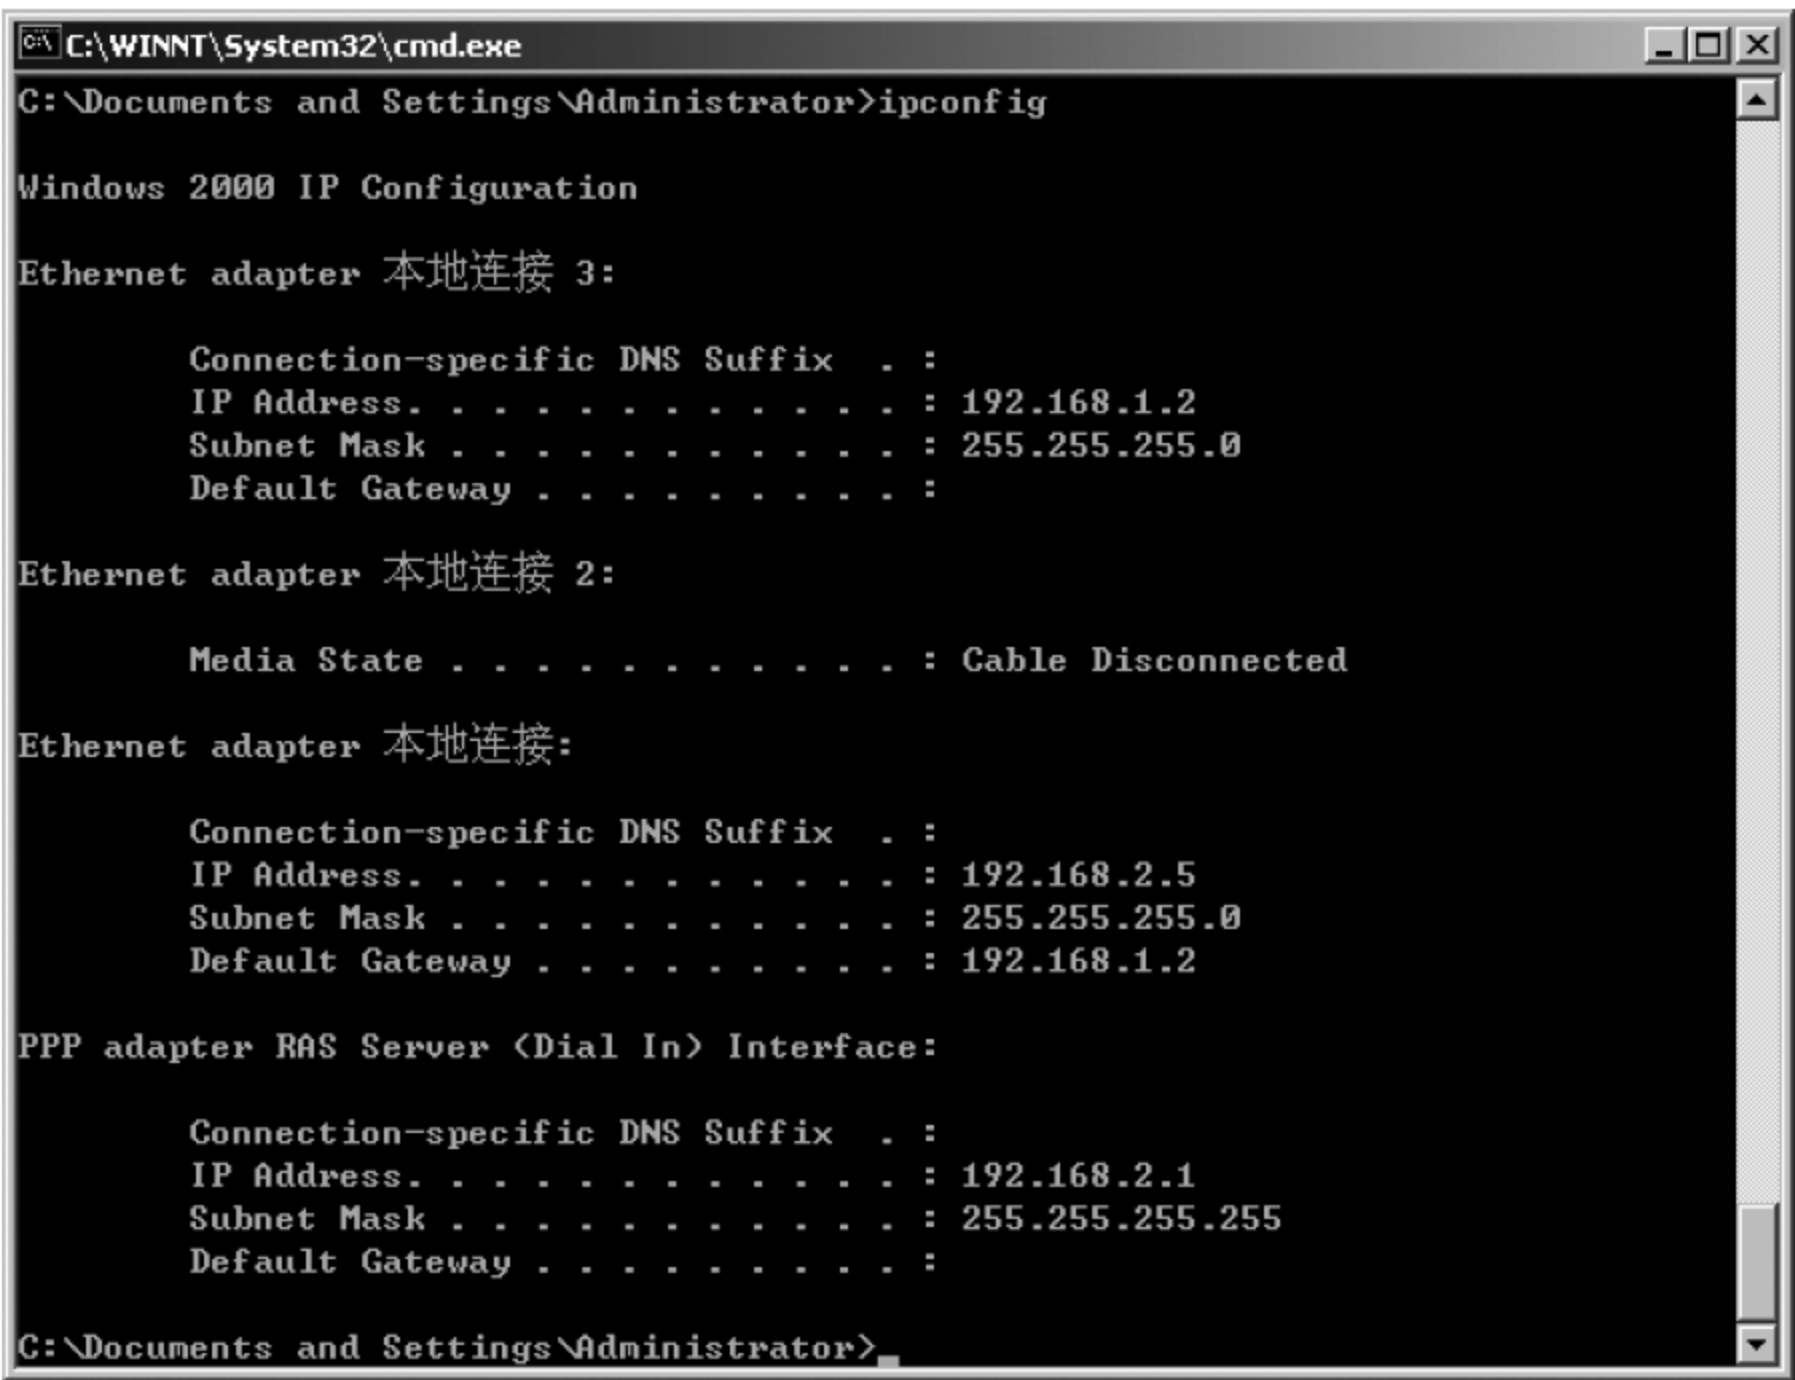 C:\WINNT\System32\cmd.exe
C:\Documents and Settings\Administrator>ipconfig
Windows 2000 IP Configuration
Ethernet adapter 本地连接 3:
Connection-specific DNS Suffix  . :
IP Address. . . . . . . . . . . . : 192.168.1.2
Subnet Mask . . . . . . . . . . . : 255.255.255.0
Default Gateway . . . . . . . . . :
Ethernet adapter 本地连接 2:
Media State . . . . . . . . . . . : Cable Disconnected
Ethernet adapter 本地连接:
Connection-specific DNS Suffix  . :
IP Address. . . . . . . . . . . . : 192.168.2.5
Subnet Mask . . . . . . . . . . . : 255.255.255.0
Default Gateway . . . . . . . . . : 192.168.1.2
PPP adapter RAS Server (Dial In) Interface:
Connection-specific DNS Suffix  . :
IP Address. . . . . . . . . . . . : 192.168.2.1
Subnet Mask . . . . . . . . . . . : 255.255.255.255
Default Gateway . . . . . . . . . :
C:\Documents and Settings\Administrator>_